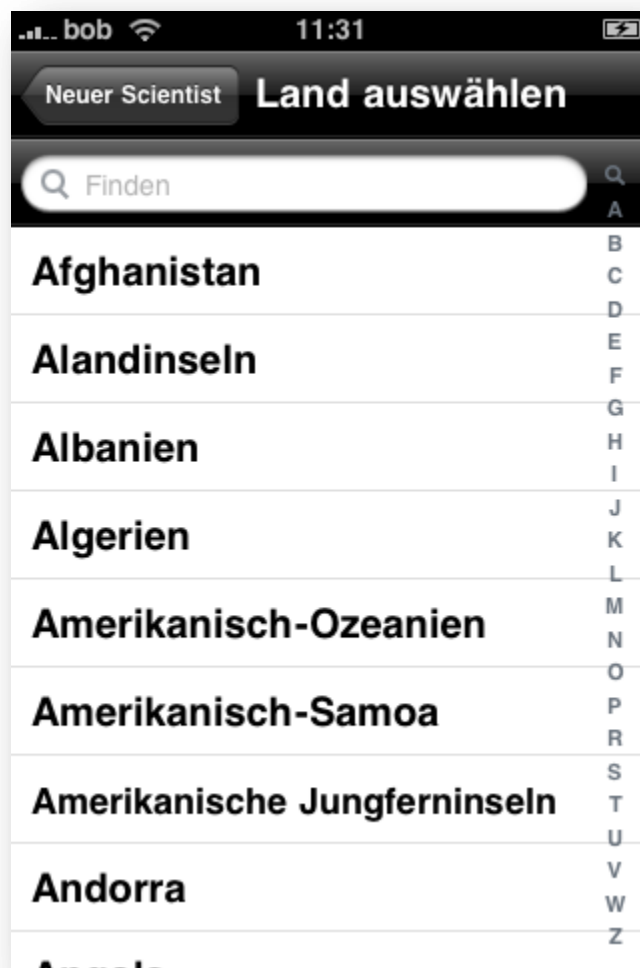 bob 11:31
Neuer Scientist Land auswählen
Finden
Afghanistan
Alandinseln
Albanien
Algerien
Amerikanisch-Ozeanien
Amerikanisch-Samoa
Amerikanische Jungferninseln
Andorra
A
B
C
D
E
F
G
H
I
J
K
L
M
N
O
P
R
S
T
U
V
W
Z